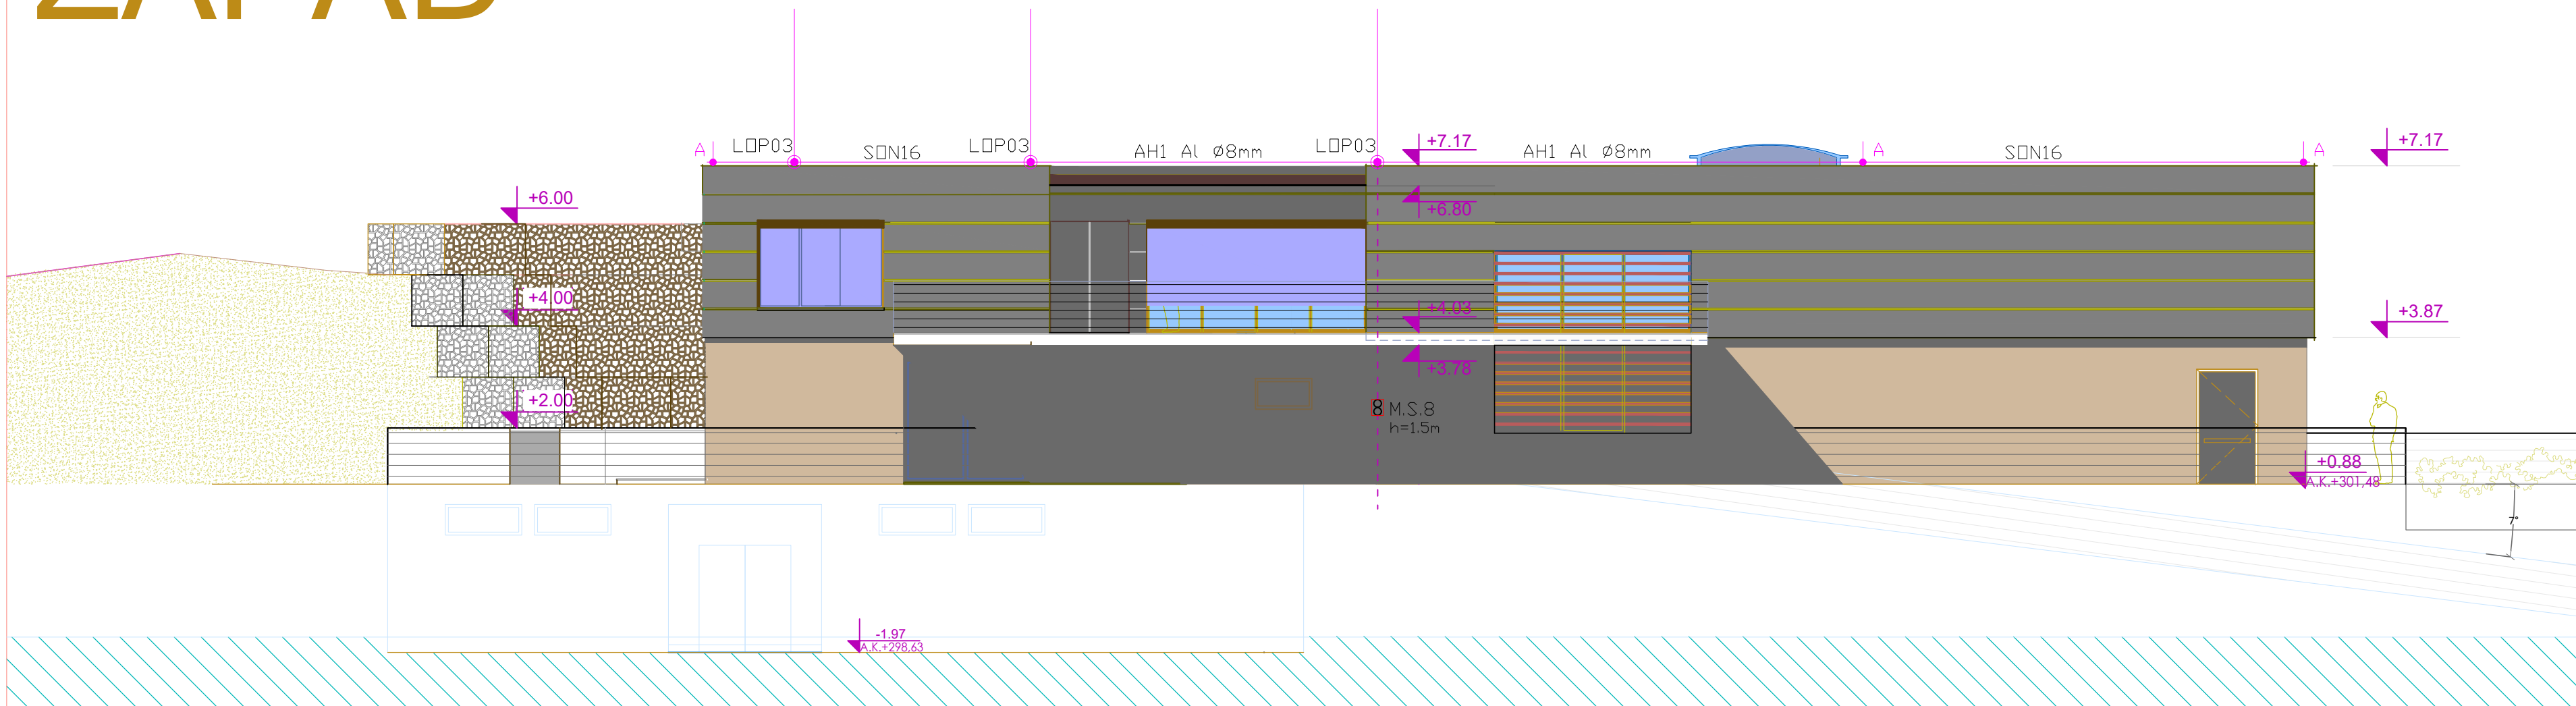 ZAPAD
A LOP03 SON16 LOP03 AH1 Al Ø8mm LOP03 +7.17 AH1 Al Ø8mm A SON16 A +7.17
+6.00
+6.80
+4.00
+4.03
+3.87
+3.78
+2.00
8 M.S.8
h=1.5m
+0.88
A.K.+301,48
7°
-1.97
A.K.+298,63